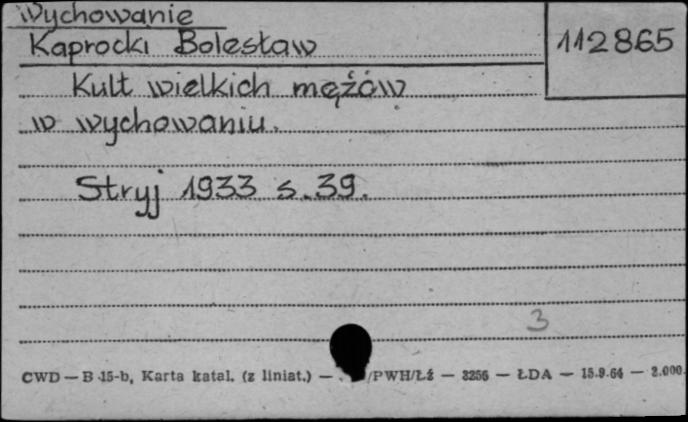 Wychowanie
Kaprocki Bolesław
112865
Kult wielkich mężów
w wychowaniu.
Stryj 1933 s. 39.
3
CWD — B-15-b, Karta katal. (z liniat.) — /PWH/Łź — 3256 — ŁDA — 15.9.64 — 2.000.